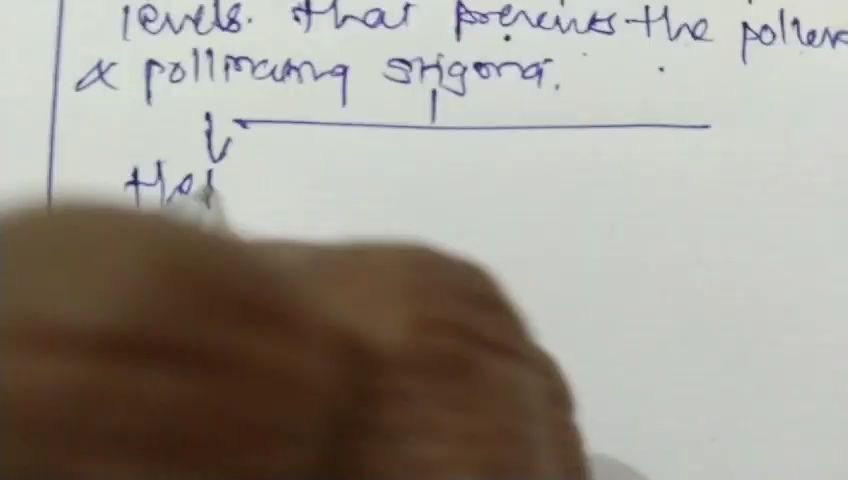 levels. that prevents the pollen
& pollinating stigma.